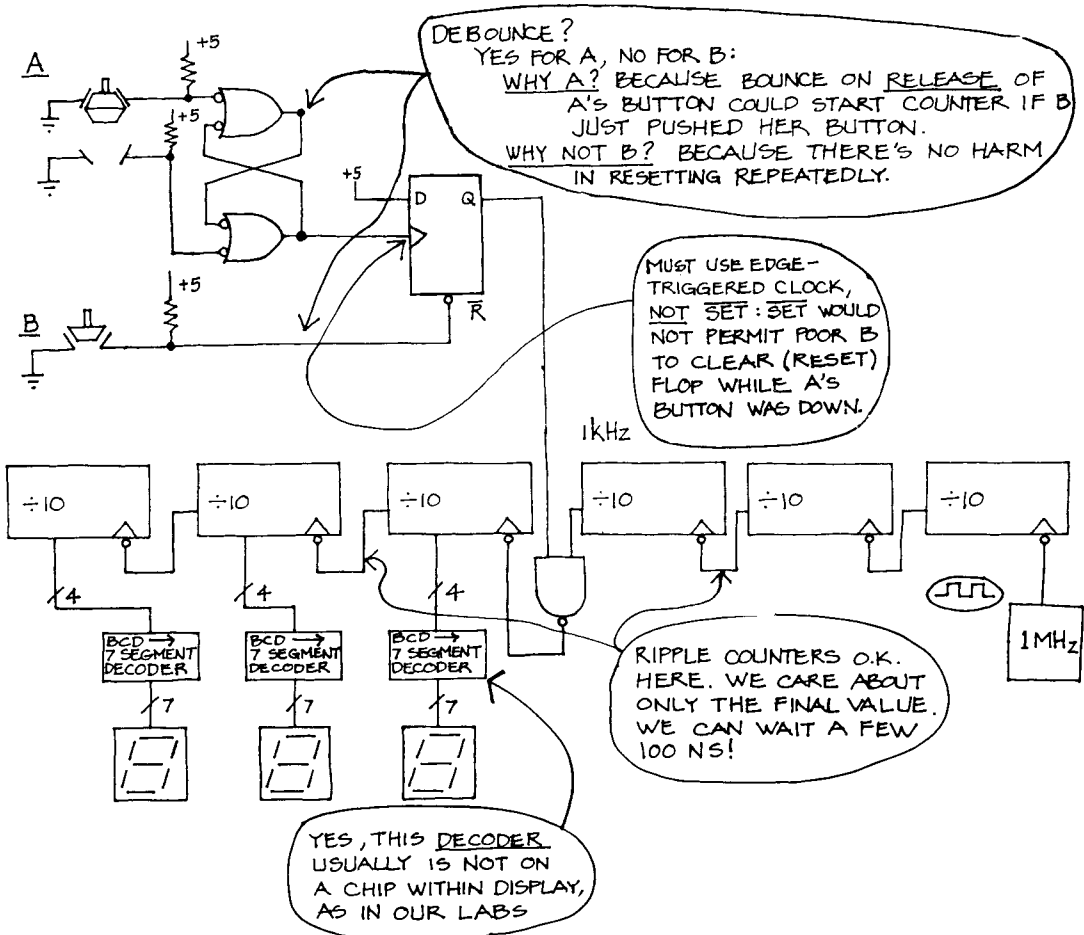 DEBOUNCE?
YES FOR A, NO FOR B:
WHY A? BECAUSE BOUNCE ON RELEASE OF
A'S BUTTON COULD START COUNTER IF B
JUST PUSHED HER BUTTON.
WHY NOT B? BECAUSE THERE'S NO HARM
IN RESETTING REPEATEDLY.
A
+5
+5
+5
D Q
R̅
+5
B
MUST USE EDGE-
TRIGGERED CLOCK,
NOT S̅E̅T̅: S̅E̅T̅ WOULD
NOT PERMIT POOR B
TO CLEAR (RESET)
FLOP WHILE A'S
BUTTON WAS DOWN.
1kHz
÷10 ÷10 ÷10 ÷10 ÷10 ÷10
4 4 4
BCD → BCD → BCD →
7 SEGMENT 7 SEGMENT 7 SEGMENT
DECODER DECODER DECODER
7 7 7
1MHz
RIPPLE COUNTERS O.K.
HERE. WE CARE ABOUT
ONLY THE FINAL VALUE.
WE CAN WAIT A FEW
100 NS!
8 8 8
YES, THIS DECODER
USUALLY IS NOT ON
A CHIP WITHIN DISPLAY,
AS IN OUR LABS